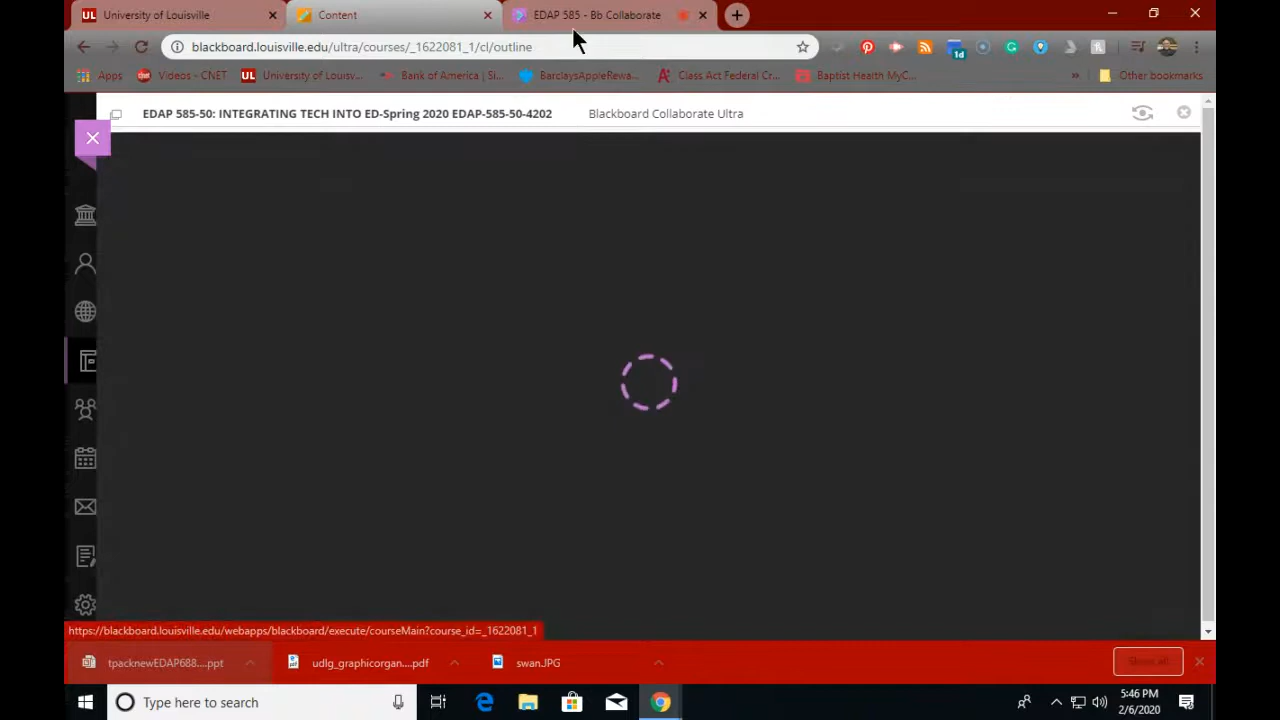 University of Louisville
Content
EDAP 585 - Bb Collaborate
blackboard.louisville.edu/ultra/courses/_1622081_1/cl/outline
1d
Apps
Videos - CNET
University of Louisv...
Bank of America | Si...
BarclaysAppleRewa...
Class Act Federal Cr...
Baptist Health MyC...
»
Other bookmarks
EDAP 585-50: INTEGRATING TECH INTO ED-Spring 2020 EDAP-585-50-4202
Blackboard Collaborate Ultra
https://blackboard.louisville.edu/webapps/blackboard/execute/courseMain?course_id=_1622081_1
tpacknewEDAP688....ppt
udlg_graphicorgan....pdf
swan.JPG
Show all
Type here to search
5:46 PM
2/6/2020